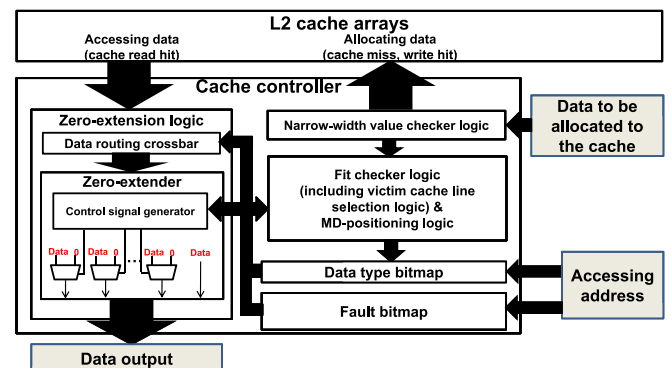 L2 cache arrays
Accessing data
(cache read hit)
Allocating data
(cache miss, write hit)
Cache controller
Zero-extension logic
Data routing crossbar
Zero-extender
Control signal generator
Data 0 Data 0 ... Data 0 Data
Narrow-width value checker logic
Fit checker logic
(including victim cache line
selection logic) &
MD-positioning logic
Data type bitmap
Fault bitmap
Data to be
allocated to
the cache
Accessing
address
Data output